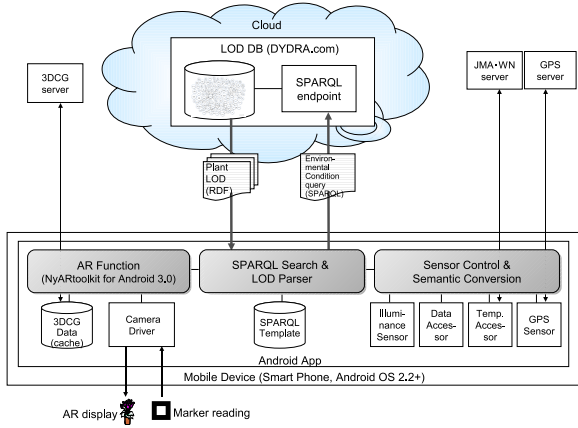 Cloud
LOD DB (DYDRA.com)
SPARQL
endpoint
3DCG
server
JMA・WN
server
GPS
server
Plant
LOD
(RDF)
Environ-
mental
Condition
query
(SPARQL)
AR Function
(NyARtoolkit for Android 3.0)
SPARQL Search &
LOD Parser
Sensor Control &
Semantic Conversion
3DCG
Data
(cache)
Camera
Driver
SPARQL
Template
Illumi-
nance
Sensor
Data
Acces-
sor
Temp.
Acces-
sor
GPS
Sensor
Android App
Mobile Device (Smart Phone, Android OS 2.2+)
AR display
Marker reading